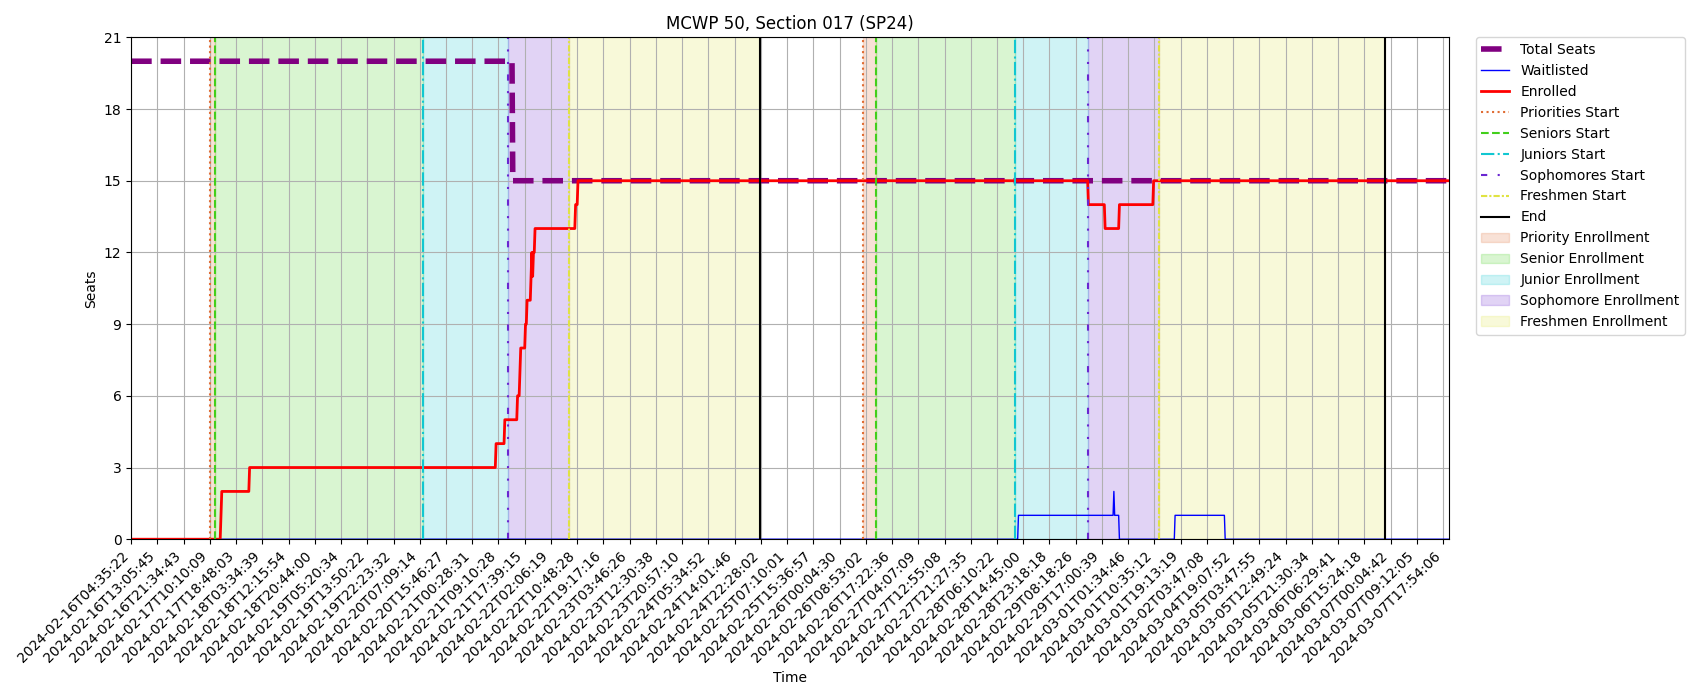 MCWP 50, Section 017 (SP24)
Seats
21
18
15
12
9
6
3
0
2024-02-16T04:35:22
2024-02-16T13:05:45
2024-02-16T21:34:43
2024-02-17T10:10:09
2024-02-17T18:48:03
2024-02-18T03:34:39
2024-02-18T12:15:54
2024-02-18T20:44:00
2024-02-19T05:20:34
2024-02-19T13:50:22
2024-02-19T22:23:32
2024-02-20T07:09:14
2024-02-20T15:46:27
2024-02-21T00:28:31
2024-02-21T09:10:28
2024-02-21T17:39:15
2024-02-22T02:06:19
2024-02-22T10:48:28
2024-02-22T19:17:16
2024-02-23T03:46:26
2024-02-23T12:30:38
2024-02-23T20:57:10
2024-02-24T05:34:52
2024-02-24T14:01:46
2024-02-24T22:28:02
2024-02-25T07:10:01
2024-02-25T15:36:57
2024-02-26T00:04:30
2024-02-26T08:53:02
2024-02-26T17:22:36
2024-02-27T04:07:09
2024-02-27T12:55:08
2024-02-27T21:27:35
2024-02-28T06:10:22
2024-02-28T14:45:00
2024-02-28T23:18:18
2024-02-29T08:18:26
2024-02-29T17:00:39
2024-03-01T01:34:46
2024-03-01T10:35:12
2024-03-01T19:13:19
2024-03-02T03:47:08
2024-03-04T19:07:52
2024-03-05T03:47:55
2024-03-05T12:49:24
2024-03-05T21:30:34
2024-03-06T06:29:41
2024-03-06T15:24:18
2024-03-07T00:04:42
2024-03-07T09:12:05
2024-03-07T17:54:06
Time
Total Seats
Waitlisted
Enrolled
Priorities Start
Seniors Start
Juniors Start
Sophomores Start
Freshmen Start
End
Priority Enrollment
Senior Enrollment
Junior Enrollment
Sophomore Enrollment
Freshmen Enrollment